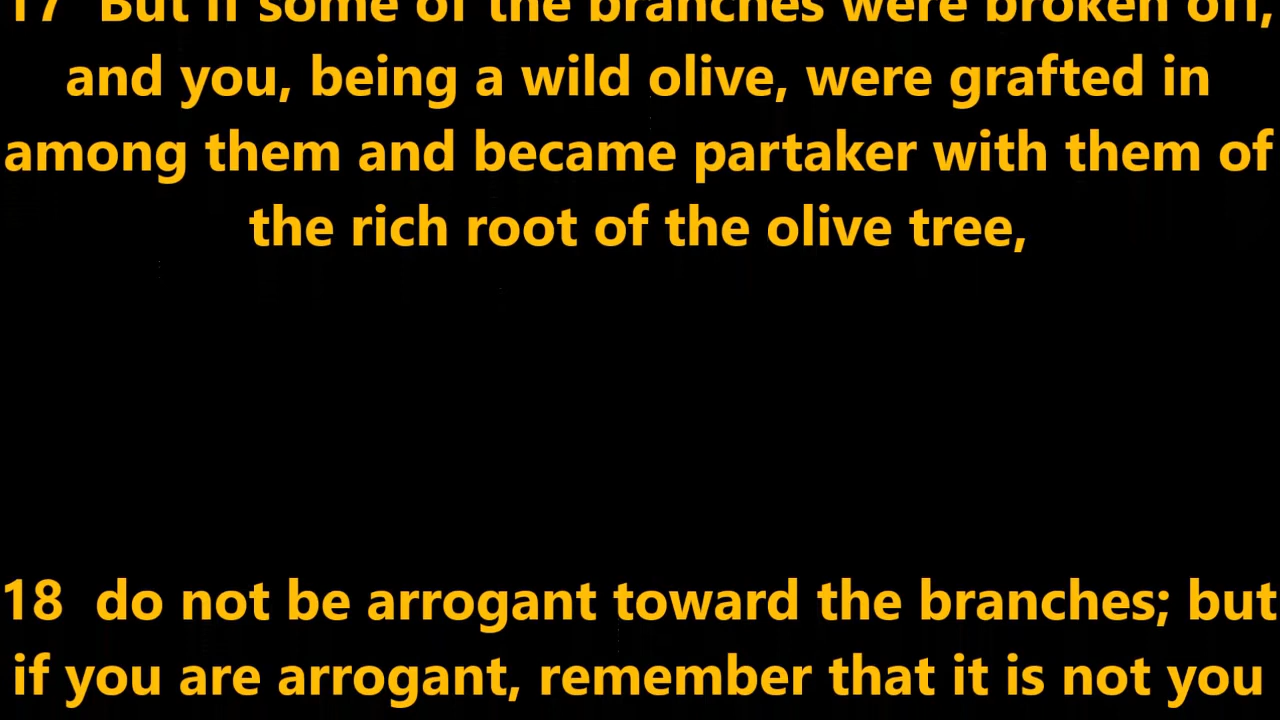 17  But if some of the branches were broken off,
and you, being a wild olive, were grafted in
among them and became partaker with them of
the rich root of the olive tree,
18  do not be arrogant toward the branches; but
if you are arrogant, remember that it is not you